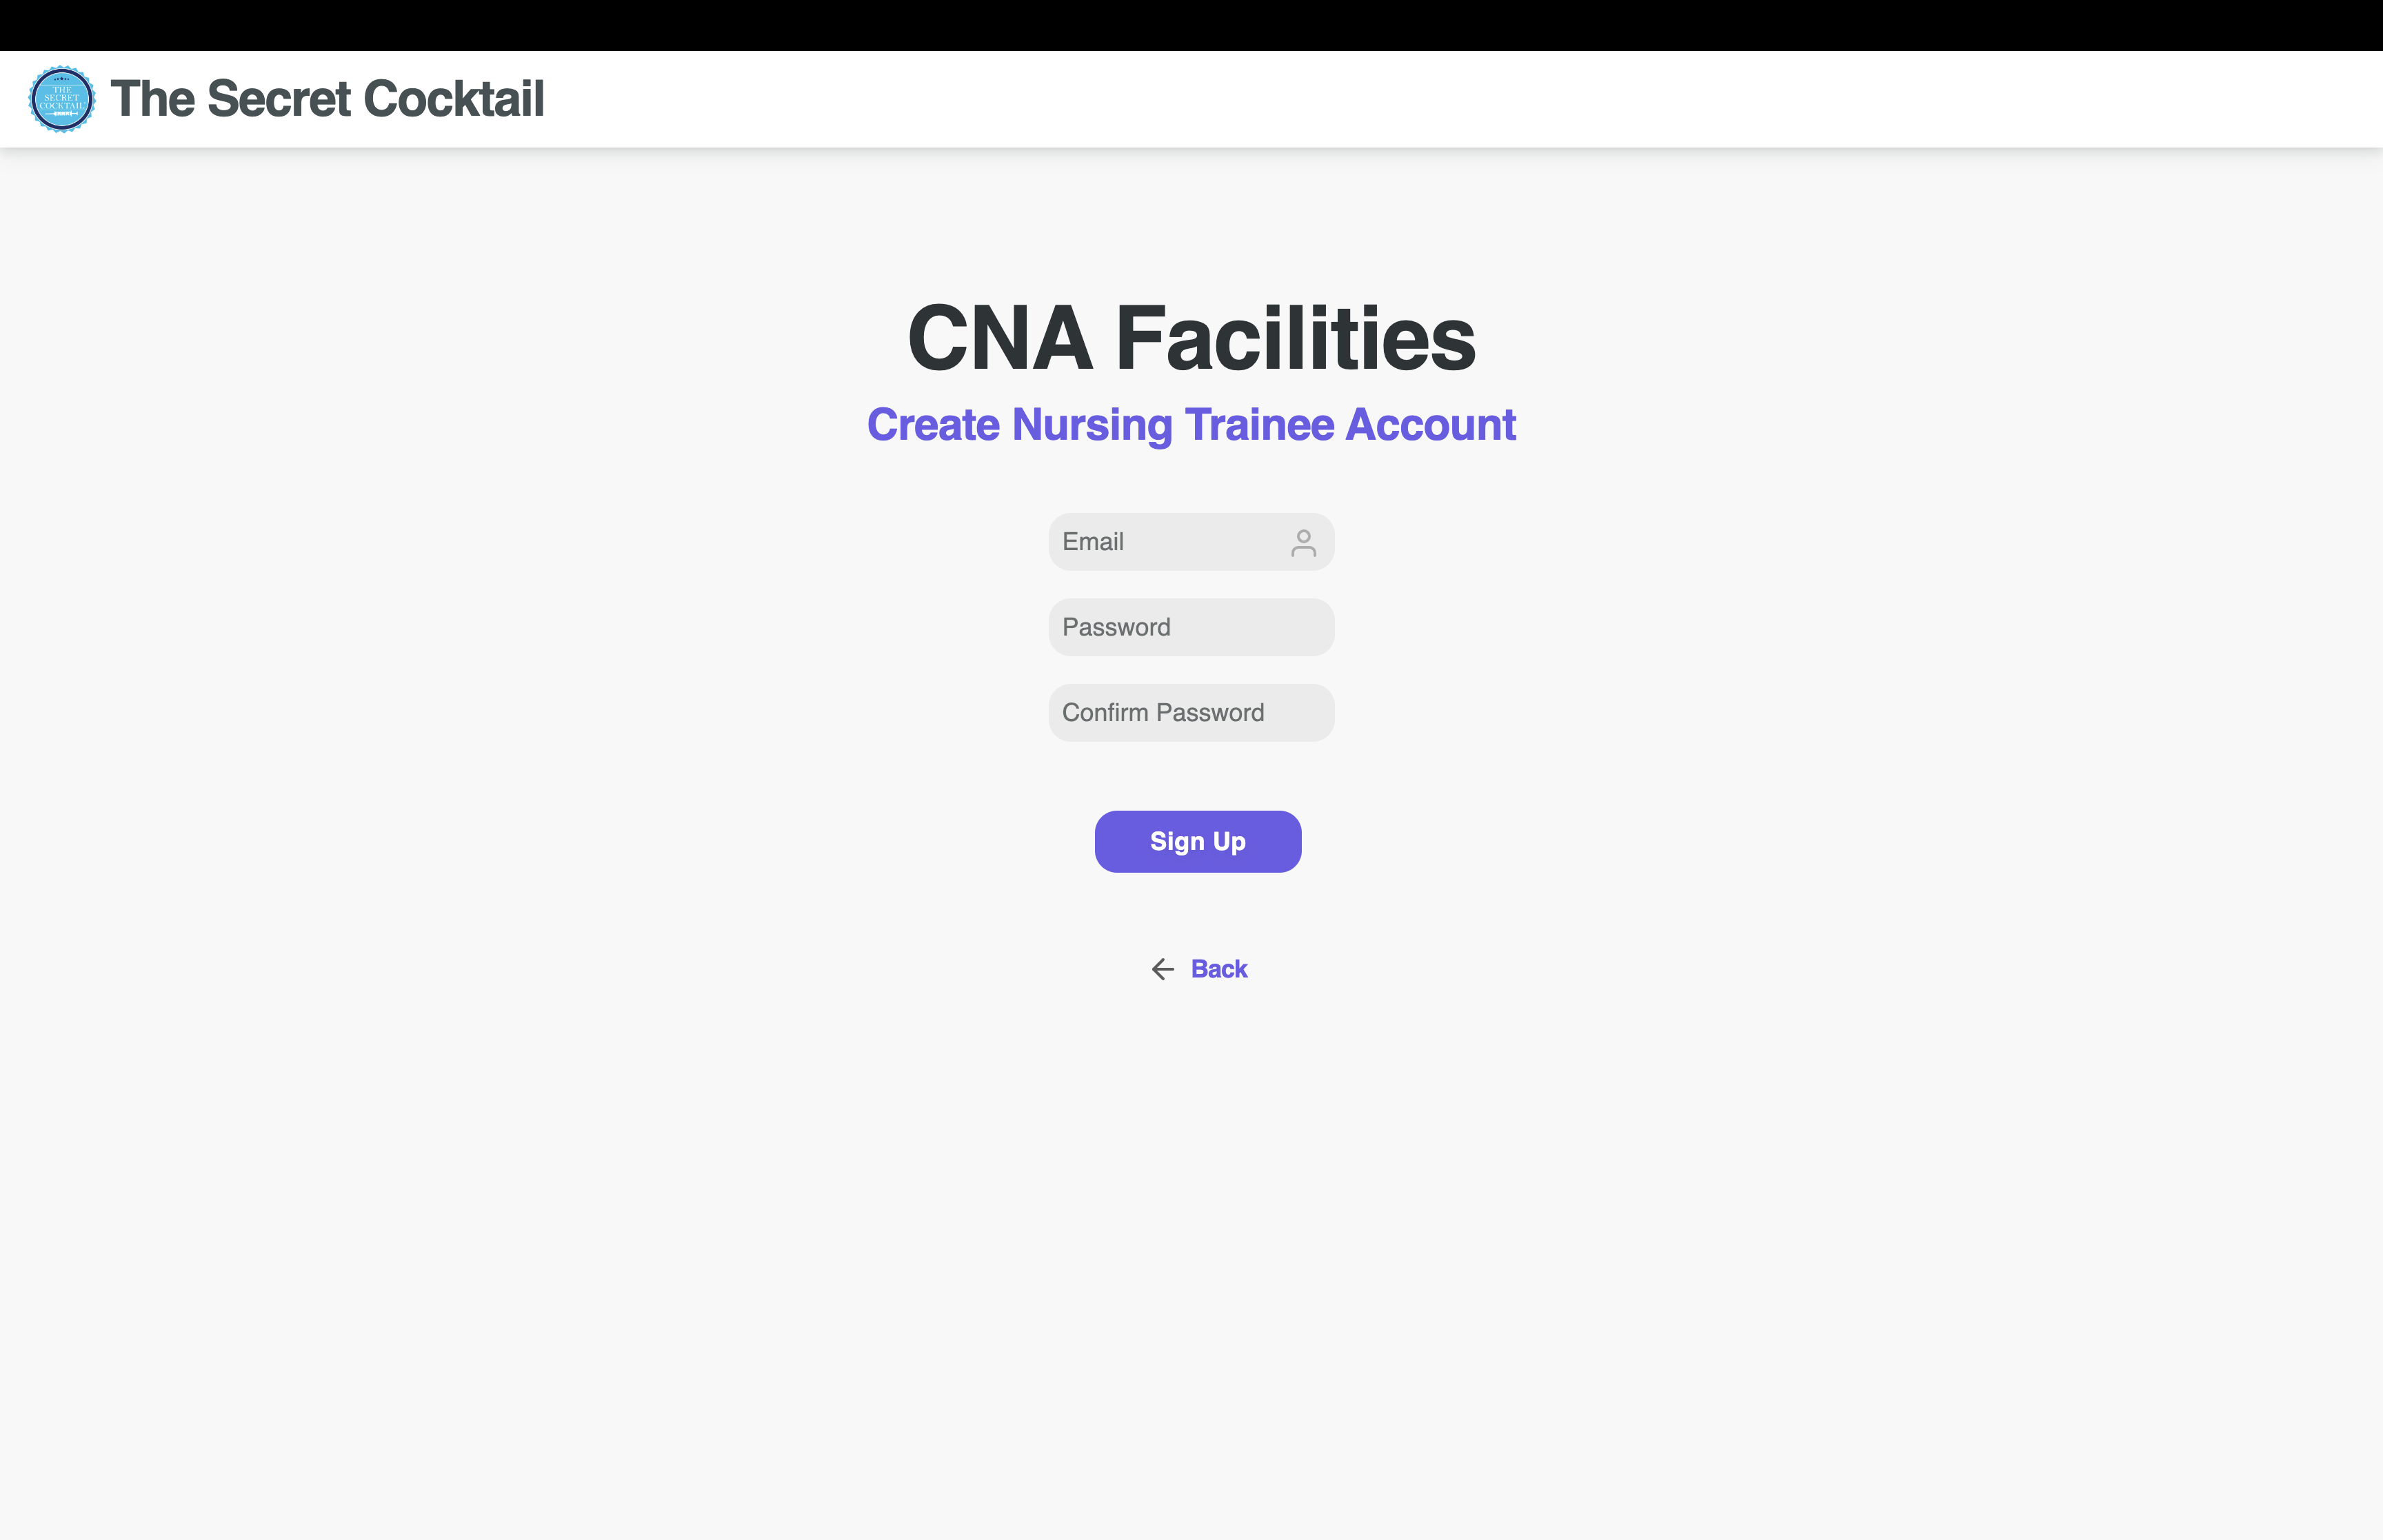 THE
SECRET
COCKTAIL
The Secret Cocktail
CNA Facilities
Create Nursing Trainee Account
Email
Password
Confirm Password
Sign Up
Back